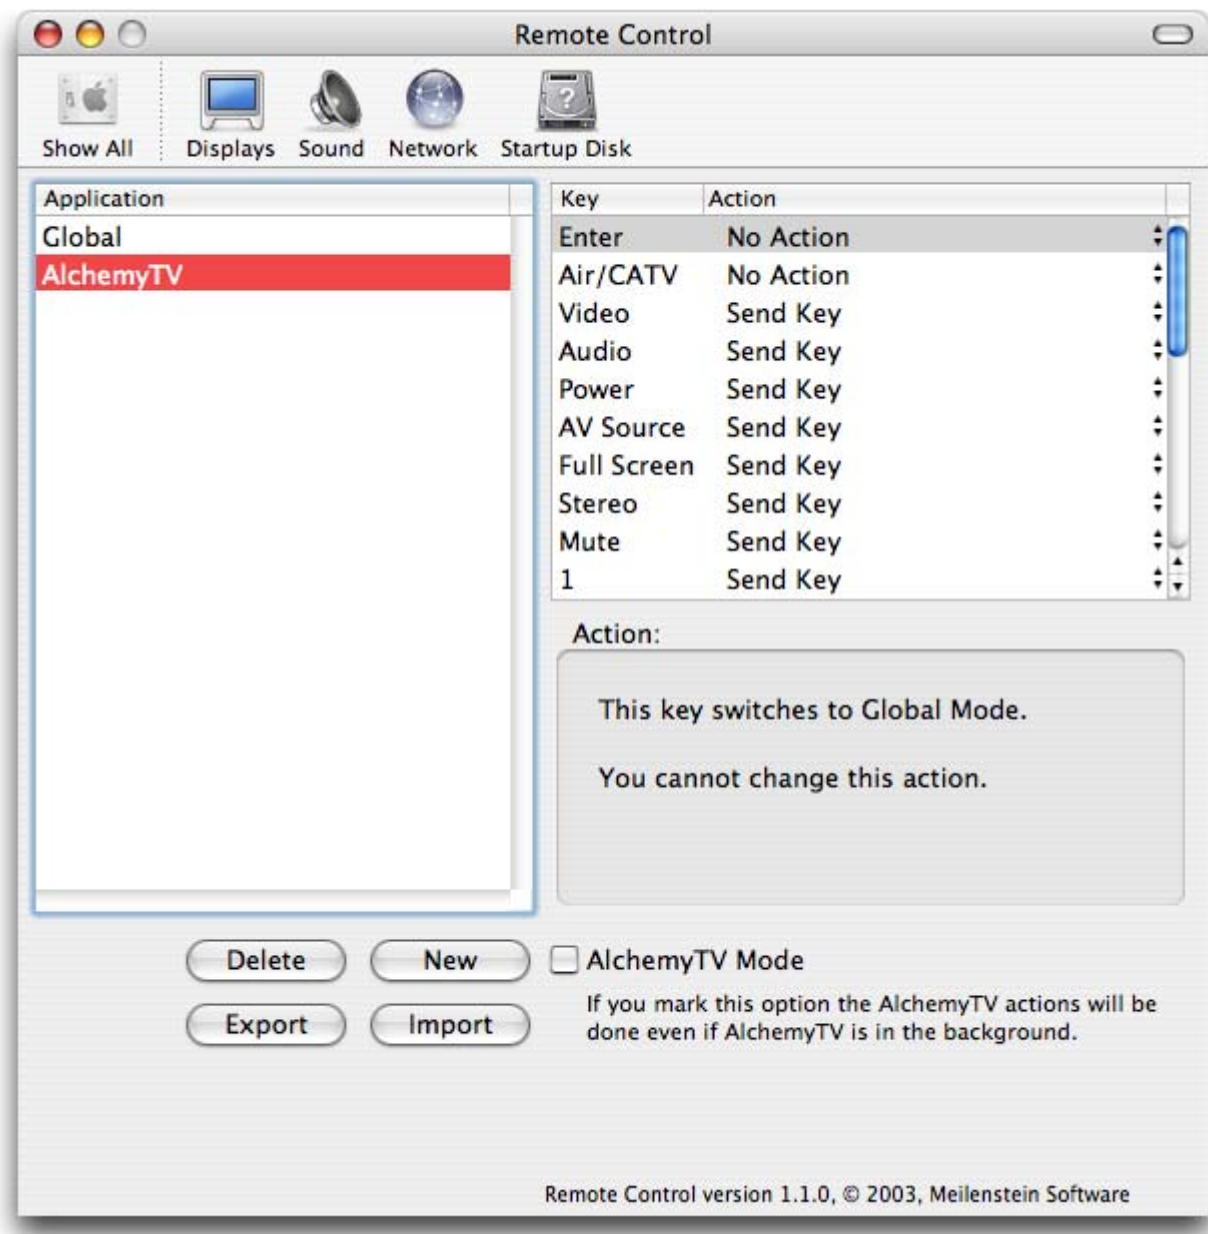 Remote Control
Show All Displays Sound Network Startup Disk
Application
Global
AlchemyTV
Key Action
Enter No Action
Air/CATV No Action
Video Send Key
Audio Send Key
Power Send Key
AV Source Send Key
Full Screen Send Key
Stereo Send Key
Mute Send Key
1 Send Key
Action:
This key switches to Global Mode.
You cannot change this action.
Delete New
Export Import
AlchemyTV Mode
If you mark this option the AlchemyTV actions will be
done even if AlchemyTV is in the background.
Remote Control version 1.1.0, © 2003, Meilenstein Software